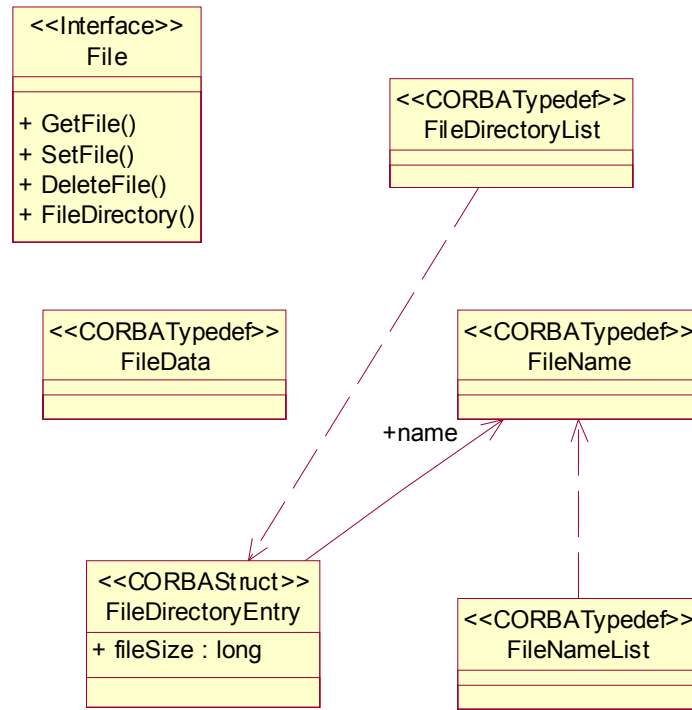 <<Interface>>
File
+ GetFile()
+ SetFile()
+ DeleteFile()
+ FileDirectory()
<<CORBATypedef>>
FileDirectoryList
<<CORBATypedef>>
FileData
<<CORBATypedef>>
FileName
+name
<<CORBAStruct>>
FileDirectoryEntry
+ fileSize : long
<<CORBATypedef>>
FileNameList